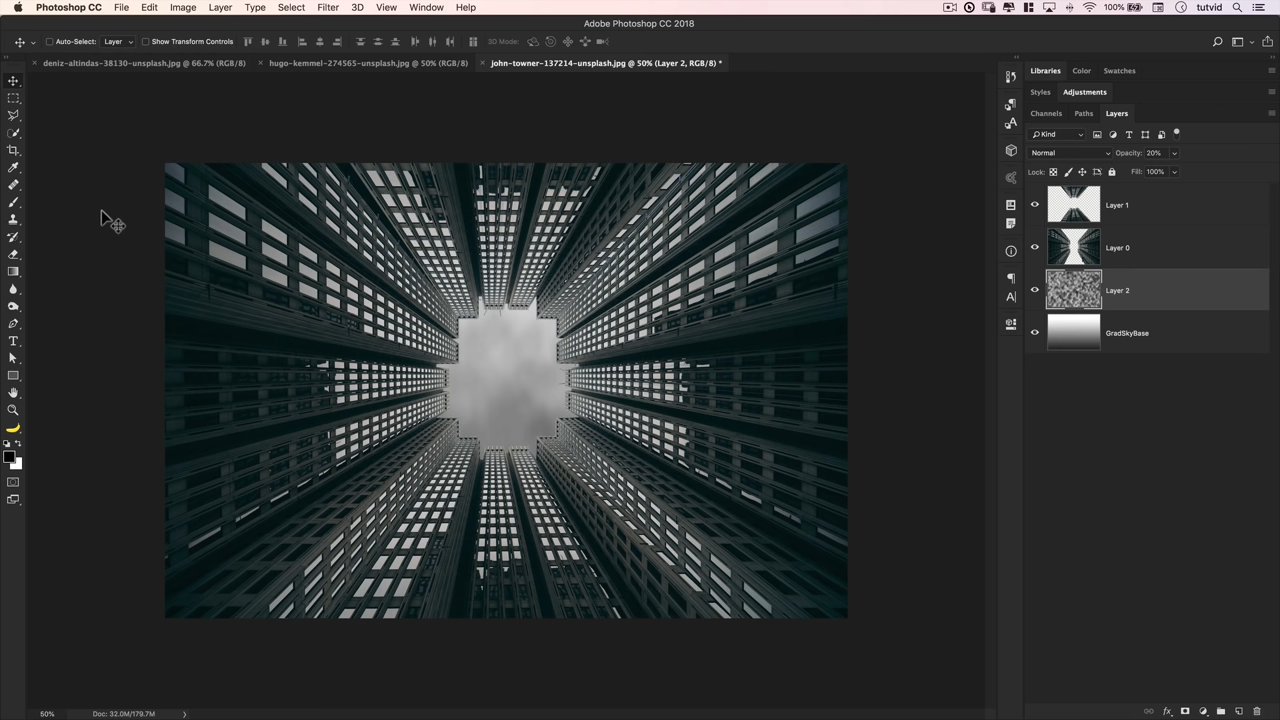 Photoshop CC File Edit Image Layer Type Select Filter 3D View Window Help 100% tutvid
Adobe Photoshop CC 2018
Auto-Select: Layer Show Transform Controls 3D Mode:
deniz-altindas-38130-unsplash.jpg @ 66.7% (RGB/8) hugo-kemmel-274565-unsplash.jpg @ 50% (RGB/8) john-towner-137214-unsplash.jpg @ 50% (Layer 2, RGB/8) *
Libraries Color Swatches
Styles Adjustments
Channels Paths Layers
Kind
Normal Opacity: 20%
Lock: Fill: 100%
Layer 1
Layer 0
Layer 2
GradSkyBase
50% Doc: 32.0M/179.7M